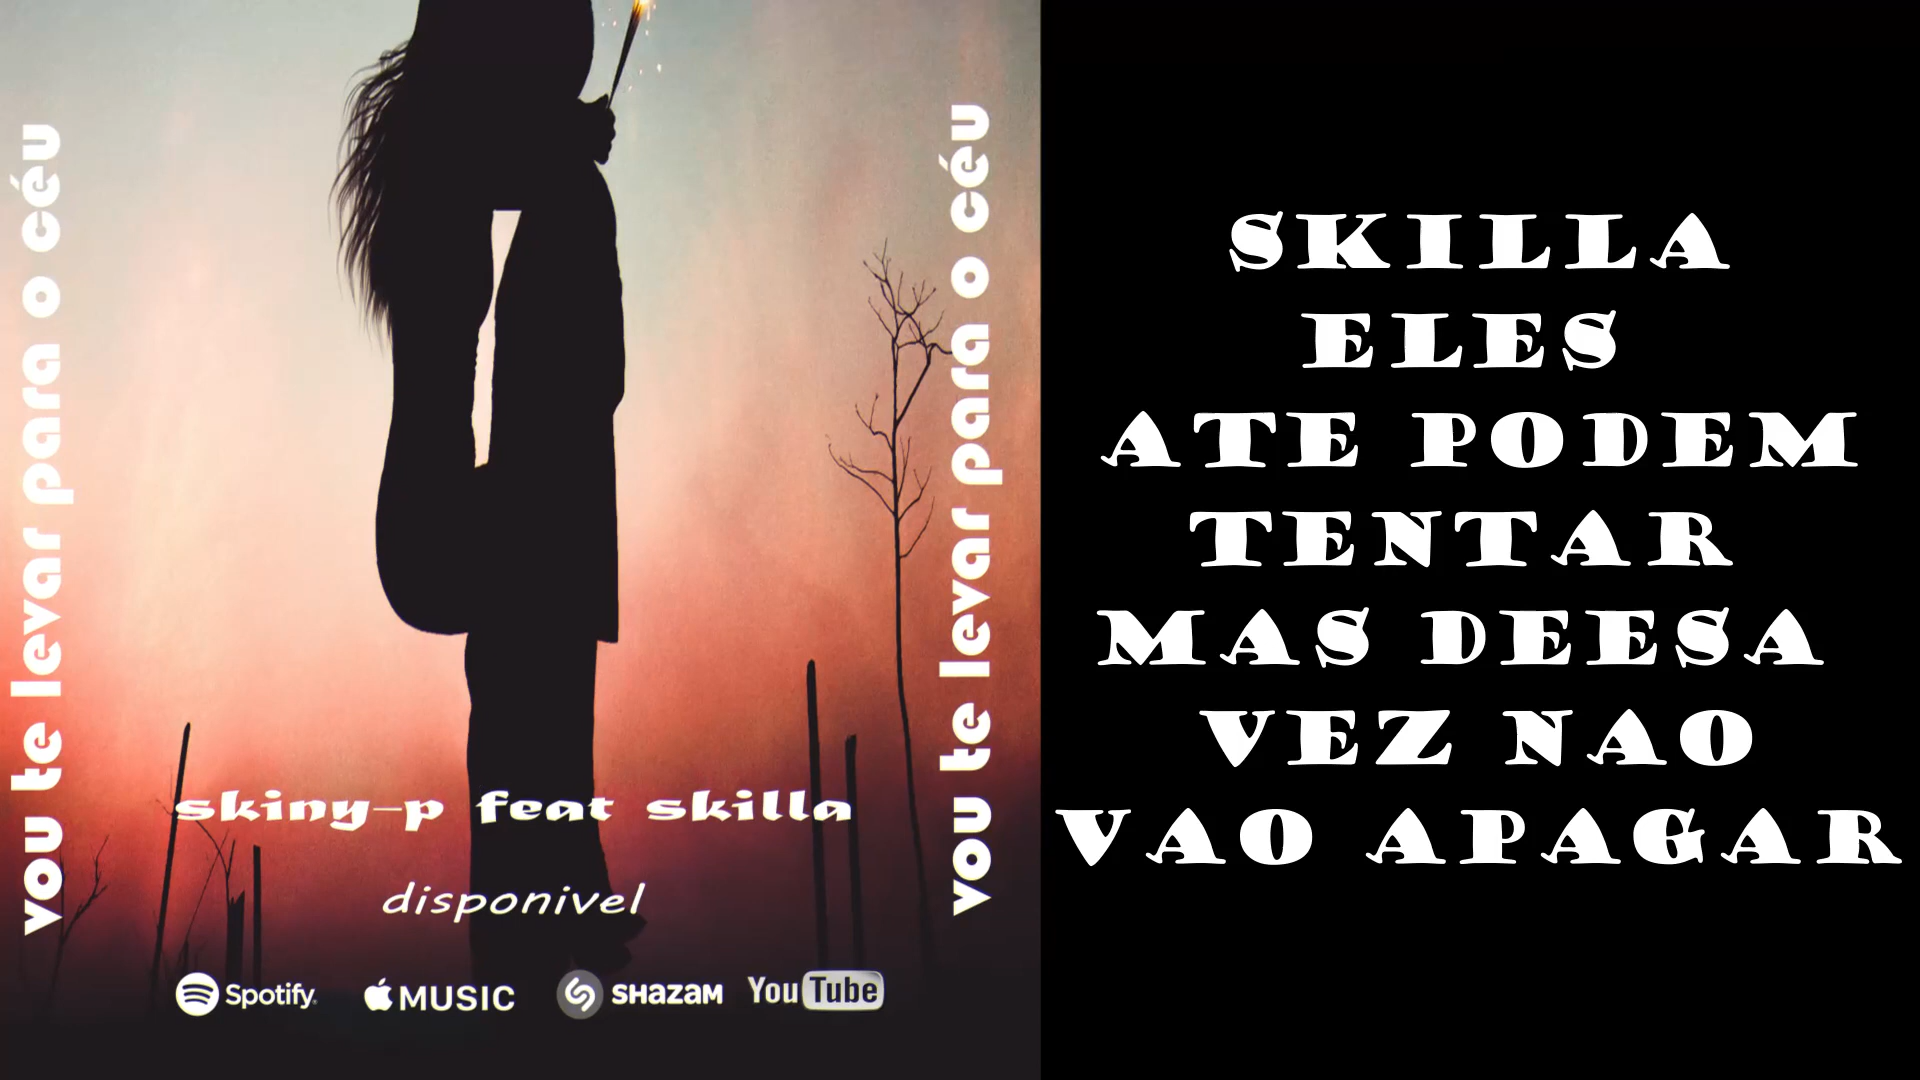 vou te levar para o céu
vou te levar para o céu
skiny-p feat skilla
disponivel
Spotify
MUSIC
SHAZAM
YouTube
SKILLA
ELES
ATE PODEM
TENTAR
MAS DEESA
VEZ NAO
VAO APAGAR